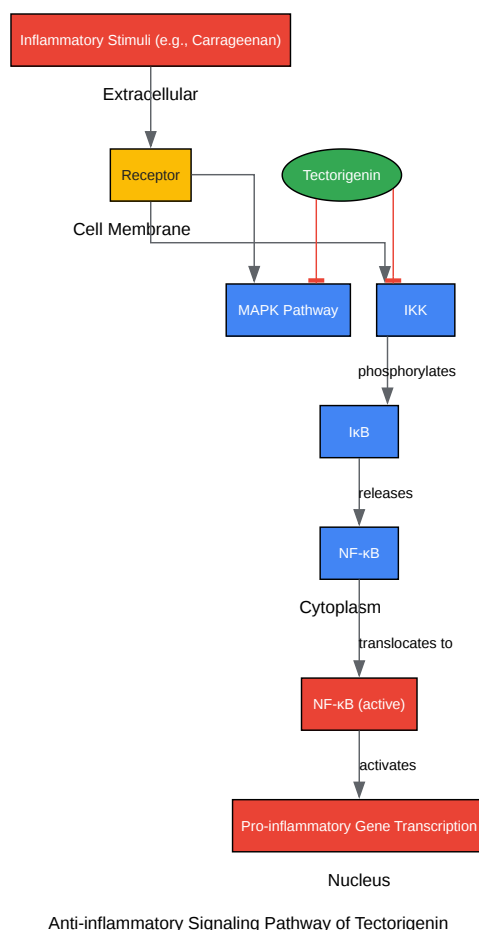 Inflammatory Stimuli (e.g., Carrageenan)
Extracellular
Receptor
Tectorigenin
Cell Membrane
MAPK Pathway
IKK
phosphorylates
IκB
releases
NF-κB
Cytoplasm
translocates to
NF-κB (active)
activates
Pro-inflammatory Gene Transcription
Nucleus
Anti-inflammatory Signaling Pathway of Tectorigenin